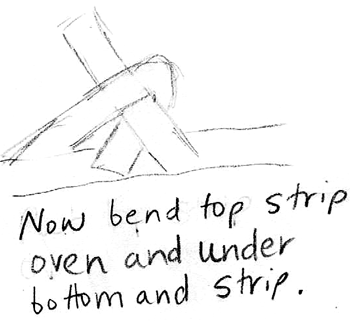 Now bend top strip
oven and under
bottom and strip.